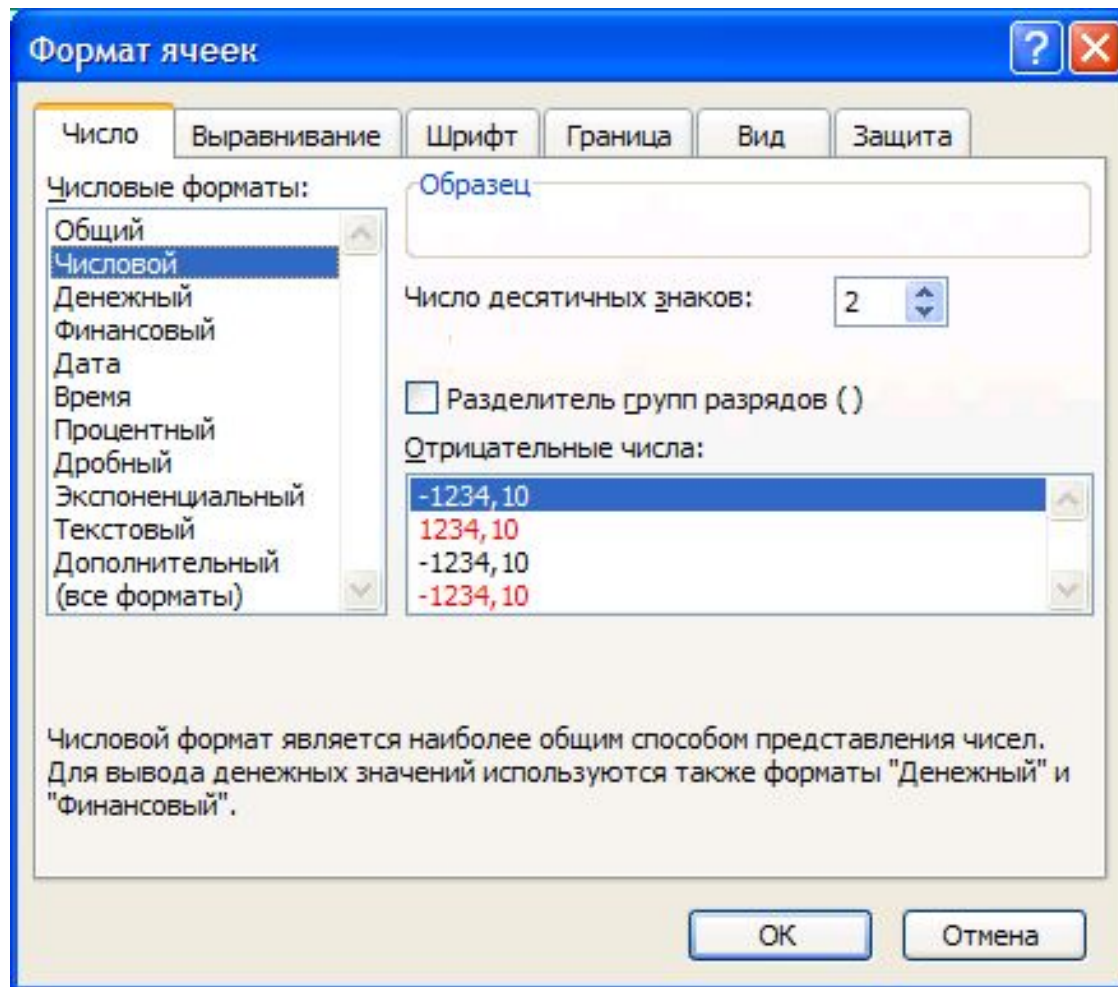 Формат ячеек
Число Выравнивание Шрифт Граница Вид Защита
Числовые форматы:
Общий
Числовой
Денежный
Финансовый
Дата
Время
Процентный
Дробный
Экспоненциальный
Текстовый
Дополнительный
(все форматы)
Образец
Число десятичных знаков: 2
Разделитель групп разрядов ( )
Отрицательные числа:
-1234,10
1234,10
-1234,10
-1234,10
Числовой формат является наиболее общим способом представления чисел.
Для вывода денежных значений используются также форматы "Денежный" и
"Финансовый".
ОК Отмена